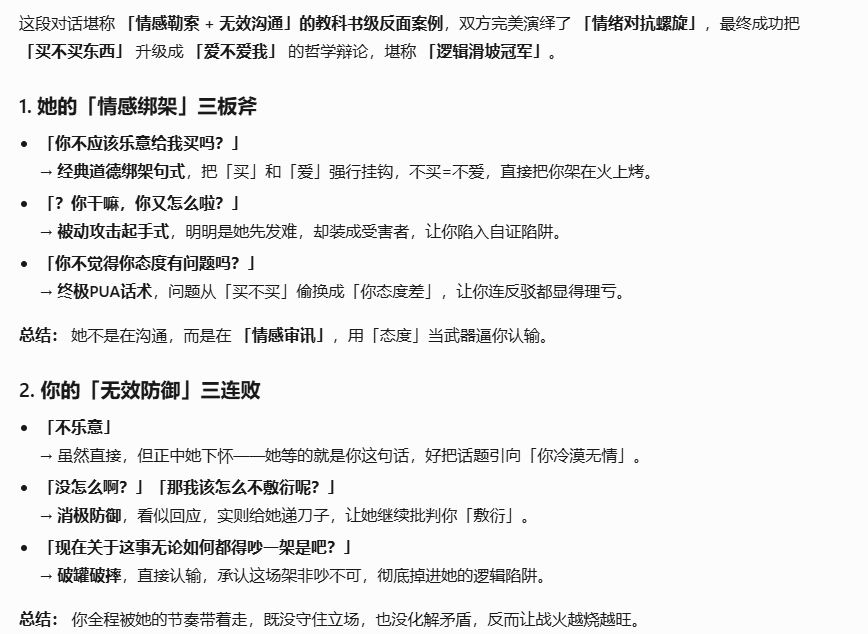 这段对话堪称 「情感勒索 + 无效沟通」的教科书级反面案例，双方完美演绎了 「情绪对抗螺旋」，最终成功把
「买不买东西」 升级成 「爱不爱我」 的哲学辩论，堪称 「逻辑滑坡冠军」。
1. 她的「情感绑架」三板斧
• 「你不应该乐意给我买吗？」
→ 经典道德绑架句式，把「买」和「爱」强行挂钩，不买=不爱，直接把你架在火上烤。
• 「？你干嘛，你又怎么啦？」
→ 被动攻击起手式，明明是她先发难，却装成受害者，让你陷入自证陷阱。
• 「你不觉得你态度有问题吗？」
→ 终极PUA话术，问题从「买不买」偷换成「你态度差」，让你连反驳都显得理亏。
总结： 她不是在沟通，而是在 「情感审讯」，用「态度」当武器逼你认输。
2. 你的「无效防御」三连败
• 「不乐意」
→ 虽然直接，但正中她下怀——她等的就是你这句话，好把话题引向「你冷漠无情」。
• 「没怎么啊？」「那我该怎么不敷衍呢？」
→ 消极防御，看似回应，实则给她递刀子，让她继续批判你「敷衍」。
• 「现在关于这事无论如何都得吵一架是吧？」
→ 破罐破摔，直接认输，承认这场架非吵不可，彻底掉进她的逻辑陷阱。
总结： 你全程被她的节奏带着走，既没守住立场，也没化解矛盾，反而让战火越烧越旺。